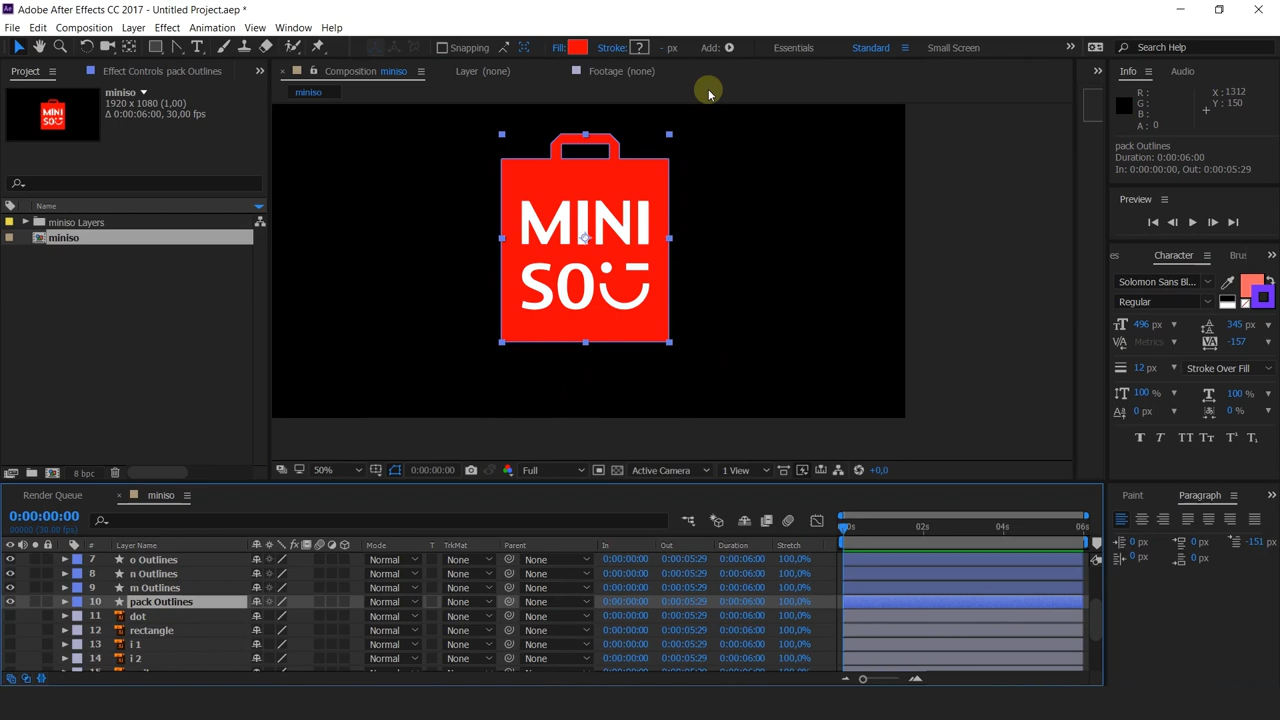 Adobe After Effects CC 2017 - Untitled Project.aep *
File Edit Composition Layer Effect Animation View Window Help
Snapping Fill: Stroke: ? - px Add: Essentials Standard Small Screen Search Help
Project Effect Controls pack Outlines Composition miniso Layer (none) Footage (none) Info Audio
miniso
1920 x 1080 (1,00)
Δ 0:00:06:00, 30,00 fps
miniso
R:
G:
B:
A: 0
X: 1312
Y: 150
pack Outlines
Duration: 0:00:06:00
In: 0:00:00:00, Out: 0:00:05:29
Name
miniso Layers
miniso
MINI
SO
MINI
SO
Preview
Character Brus
Solomon Sans Bl...
Regular
496 px 345 px
Metrics -157
12 px Stroke Over Fill
100 % 100 %
0 px 0 %
T T TT Tr T¹ T₁
8 bpc 50% 0:00:00:00 Full Active Camera 1 View +0,0
Render Queue miniso Paint Paragraph
0:00:00:00
00000 (30.00 fps)
0 px 0 px -151 px
0 px 0 px
02s 04s 06s
# Layer Name Mode T TrkMat Parent In Out Duration Stretch
7 o Outlines Normal None None 0:00:00:00 0:00:05:29 0:00:06:00 100,0%
8 n Outlines Normal None None 0:00:00:00 0:00:05:29 0:00:06:00 100,0%
9 m Outlines Normal None None 0:00:00:00 0:00:05:29 0:00:06:00 100,0%
10 pack Outlines Normal None None 0:00:00:00 0:00:05:29 0:00:06:00 100,0%
11 dot Normal None None 0:00:00:00 0:00:05:29 0:00:06:00 100,0%
12 rectangle Normal None None 0:00:00:00 0:00:05:29 0:00:06:00 100,0%
13 i 1 Normal None None 0:00:00:00 0:00:05:29 0:00:06:00 100,0%
14 i 2 Normal None None 0:00:00:00 0:00:05:29 0:00:06:00 100,0%